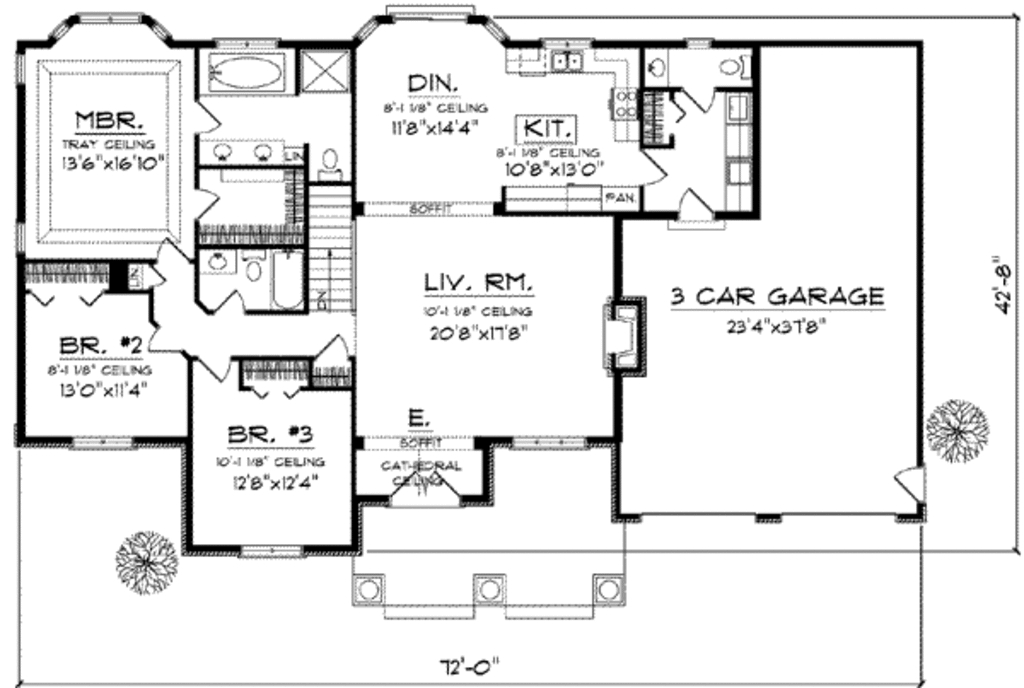 MBR.
TRAY CEILING
13'6"x16'10"
LIN
DIN.
8'-1 1/8" CEILING
11'8"x14'4"
KIT.
8'-1 1/8" CEILING
10'8"x13'0"
PAN.
SOFFIT
LIN
DN
LIV. RM.
10'-1 1/8" CEILING
20'8"x17'8"
3 CAR GARAGE
23'4"x37'8"
42'-8"
BR. #2
8'-1 1/8" CEILING
13'0"x11'4"
BR. #3
10'-1 1/8" CEILING
12'8"x12'4"
E.
SOFFIT
CATHEDRAL
CEILING
72'-0"